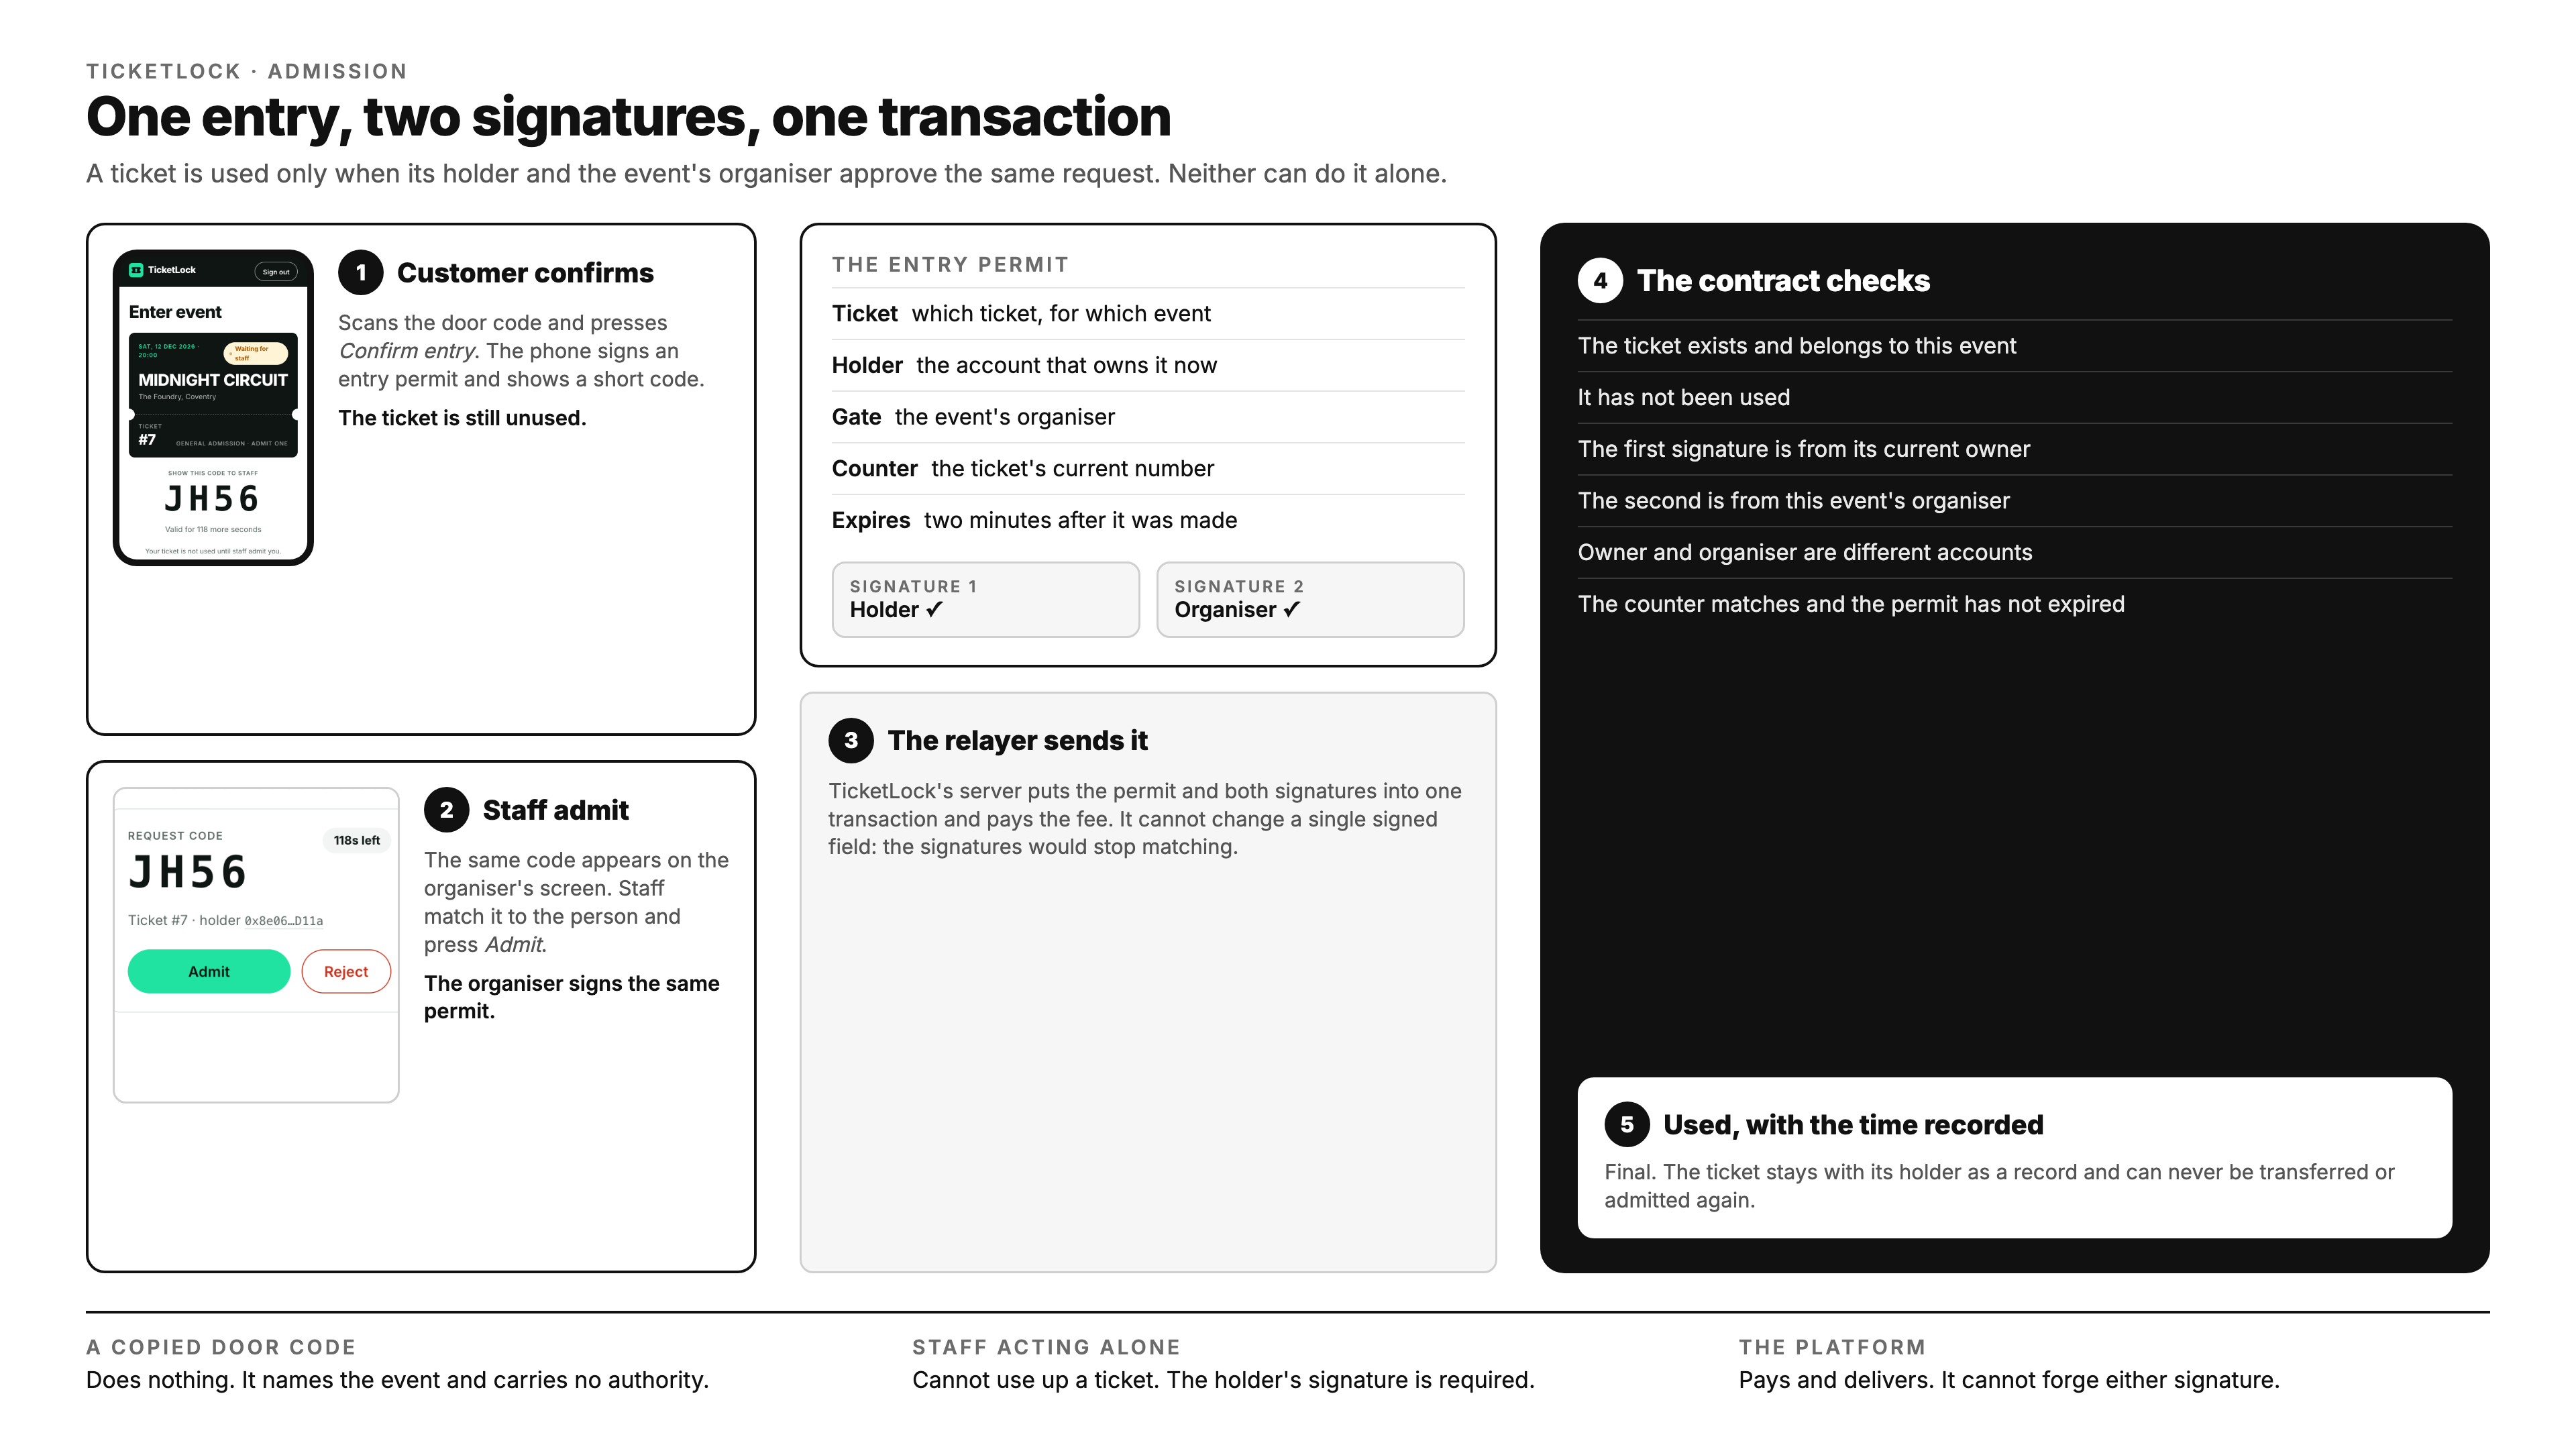 TICKETLOCK · ADMISSION
One entry, two signatures, one transaction
A ticket is used only when its holder and the event's organiser approve the same request. Neither can do it alone.
TicketLock
Sign out
Enter event
SAT, 12 DEC 2026 ·
20:00
Waiting for
staff
MIDNIGHT CIRCUIT
The Foundry, Coventry
TICKET
#7
GENERAL ADMISSION · ADMIT ONE
SHOW THIS CODE TO STAFF
JH56
Valid for 118 more seconds
Your ticket is not used until staff admit you.
1 Customer confirms
Scans the door code and presses
Confirm entry. The phone signs an
entry permit and shows a short code.
The ticket is still unused.
REQUEST CODE
118s left
JH56
Ticket #7 · holder 0x8e06…D11a
Admit
Reject
2 Staff admit
The same code appears on the
organiser's screen. Staff
match it to the person and
press Admit.
The organiser signs the same
permit.
THE ENTRY PERMIT
Ticket which ticket, for which event
Holder the account that owns it now
Gate the event's organiser
Counter the ticket's current number
Expires two minutes after it was made
SIGNATURE 1
Holder ✓
SIGNATURE 2
Organiser ✓
3 The relayer sends it
TicketLock's server puts the permit and both signatures into one
transaction and pays the fee. It cannot change a single signed
field: the signatures would stop matching.
4 The contract checks
The ticket exists and belongs to this event
It has not been used
The first signature is from its current owner
The second is from this event's organiser
Owner and organiser are different accounts
The counter matches and the permit has not expired
5 Used, with the time recorded
Final. The ticket stays with its holder as a record and can never be transferred or
admitted again.
A COPIED DOOR CODE
Does nothing. It names the event and carries no authority.
STAFF ACTING ALONE
Cannot use up a ticket. The holder's signature is required.
THE PLATFORM
Pays and delivers. It cannot forge either signature.